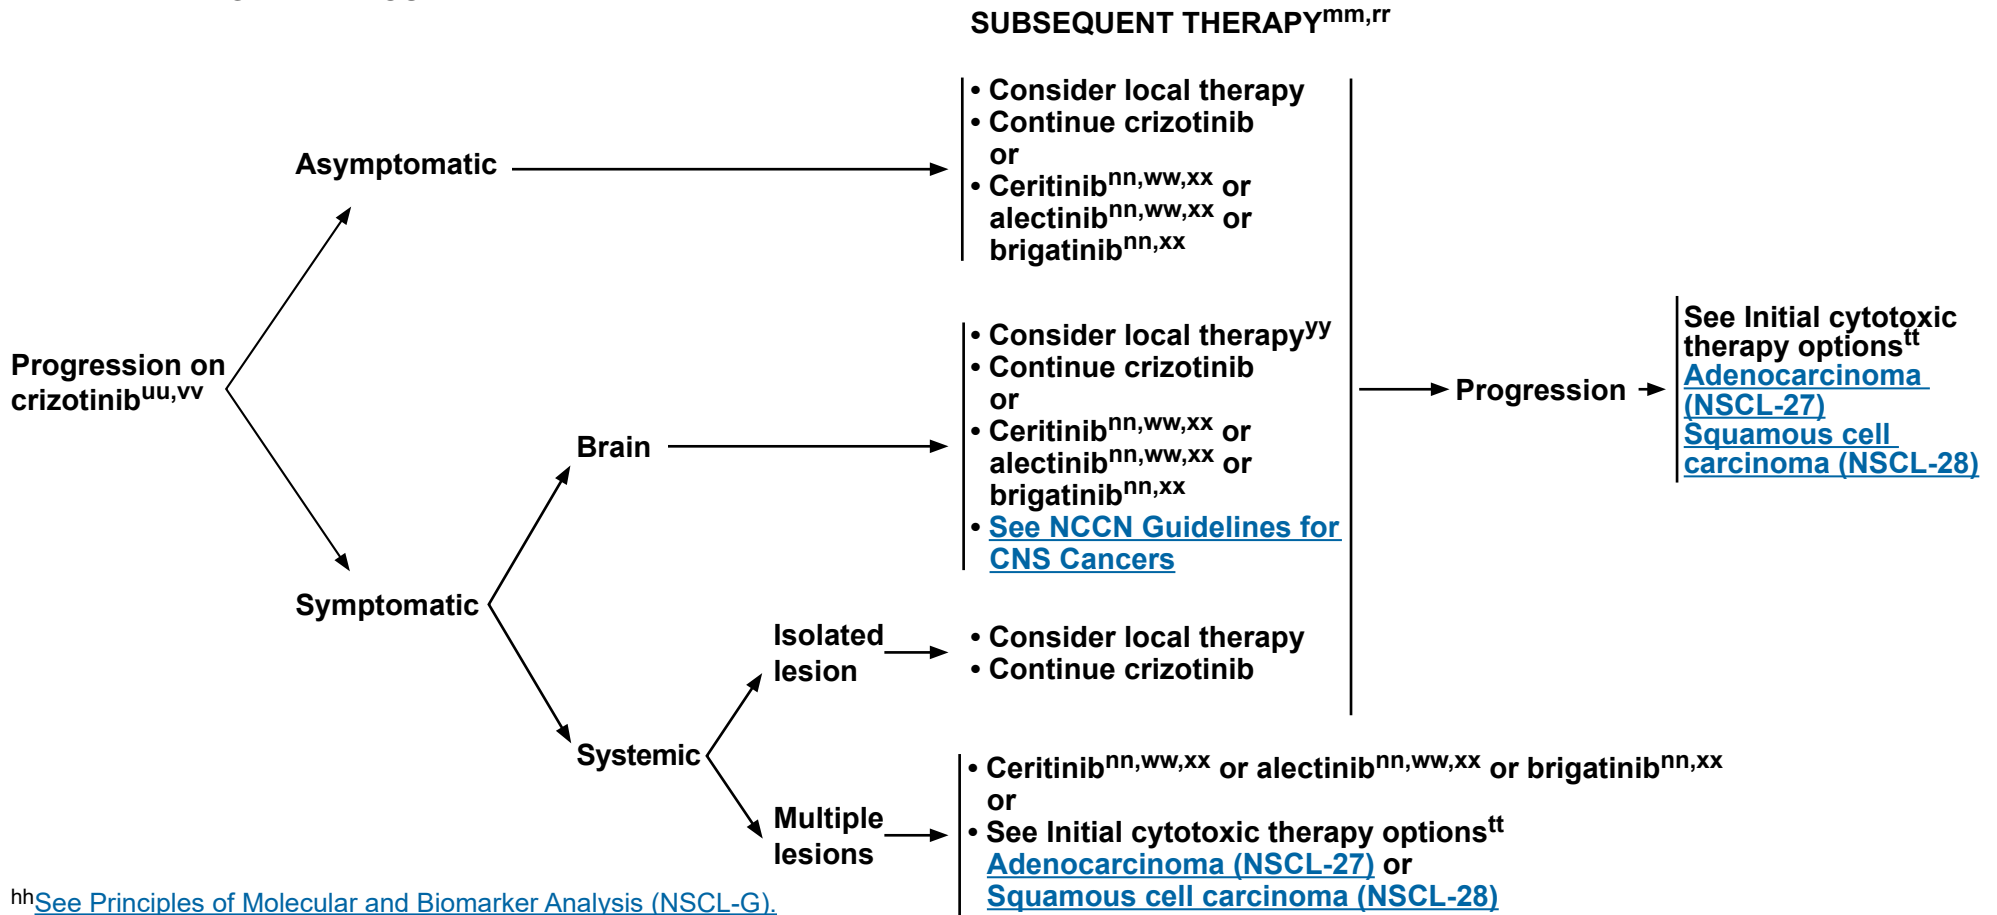 SUBSEQUENT THERAPYmm,rr
Progression on
crizotinibuu,vv
Asymptomatic
• Consider local therapy
• Continue crizotinib
or
• Ceritinibnn,ww,xx or
alectinibnn,ww,xx or
brigatinibnn,xx
Symptomatic
Brain
• Consider local therapyyy
• Continue crizotinib
or
• Ceritinibnn,ww,xx or
alectinibnn,ww,xx or
brigatinibnn,xx
• See NCCN Guidelines for
CNS Cancers
Systemic
Isolated
lesion
• Consider local therapy
• Continue crizotinib
Progression
See Initial cytotoxic
therapy optionstt
Adenocarcinoma
(NSCL-27)
Squamous cell
carcinoma (NSCL-28)
Multiple
lesions
• Ceritinibnn,ww,xx or alectinibnn,ww,xx or brigatinibnn,xx
or
• See Initial cytotoxic therapy optionstt
Adenocarcinoma (NSCL-27) or
Squamous cell carcinoma (NSCL-28)
hhSee Principles of Molecular and Biomarker Analysis (NSCL-G).